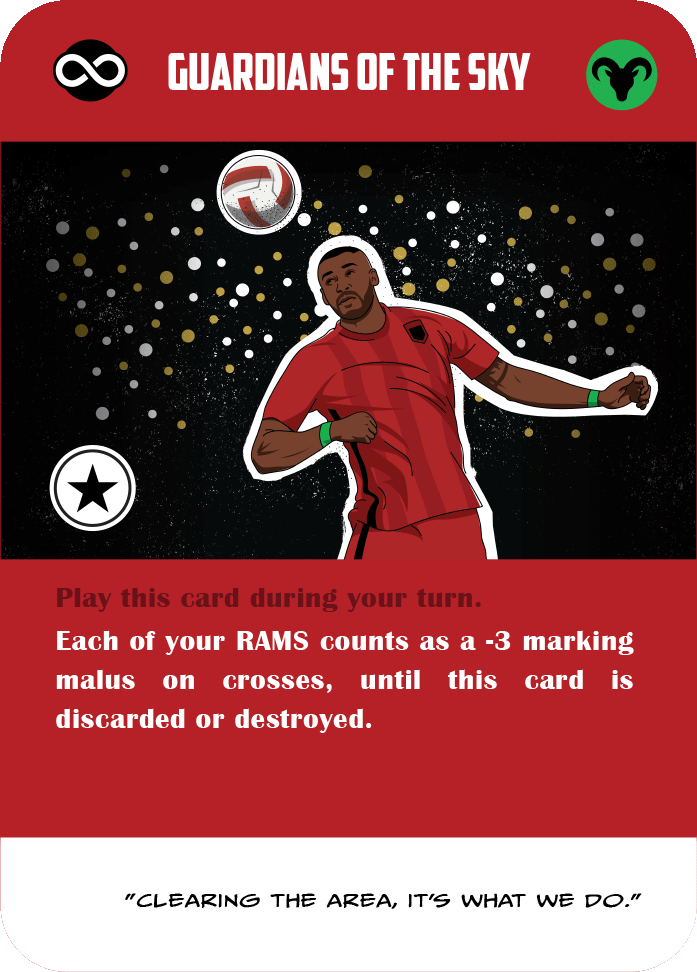 GUARDIANS OF THE SKY
Play this card during your turn.
Each of your RAMS counts as a -3 marking
malus on crosses, until this card is
discarded or destroyed.
"CLEARING THE AREA, IT'S WHAT WE DO."